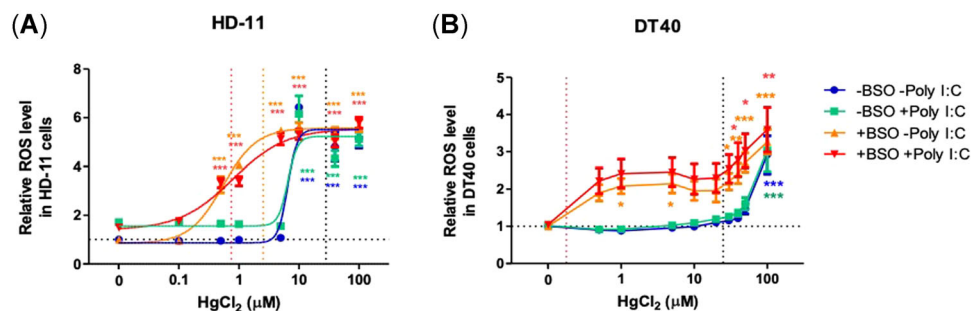 (A)
HD-11
Relative ROS level
in HD-11 cells
8
6
4
2
0
*** *** *** *** *** ***
*** *** *** *** *** ***
*** *** ***
*** *** ***
0 0.1 1 10 100
HgCl2 (µM)
(B)
DT40
Relative ROS level
in DT40 cells
5
4
3
2
1
0
**
* ***
* ***
* **
* *
***
***
0 1 10 100
HgCl2 (µM)
-BSO -Poly I:C
-BSO +Poly I:C
+BSO -Poly I:C
+BSO +Poly I:C